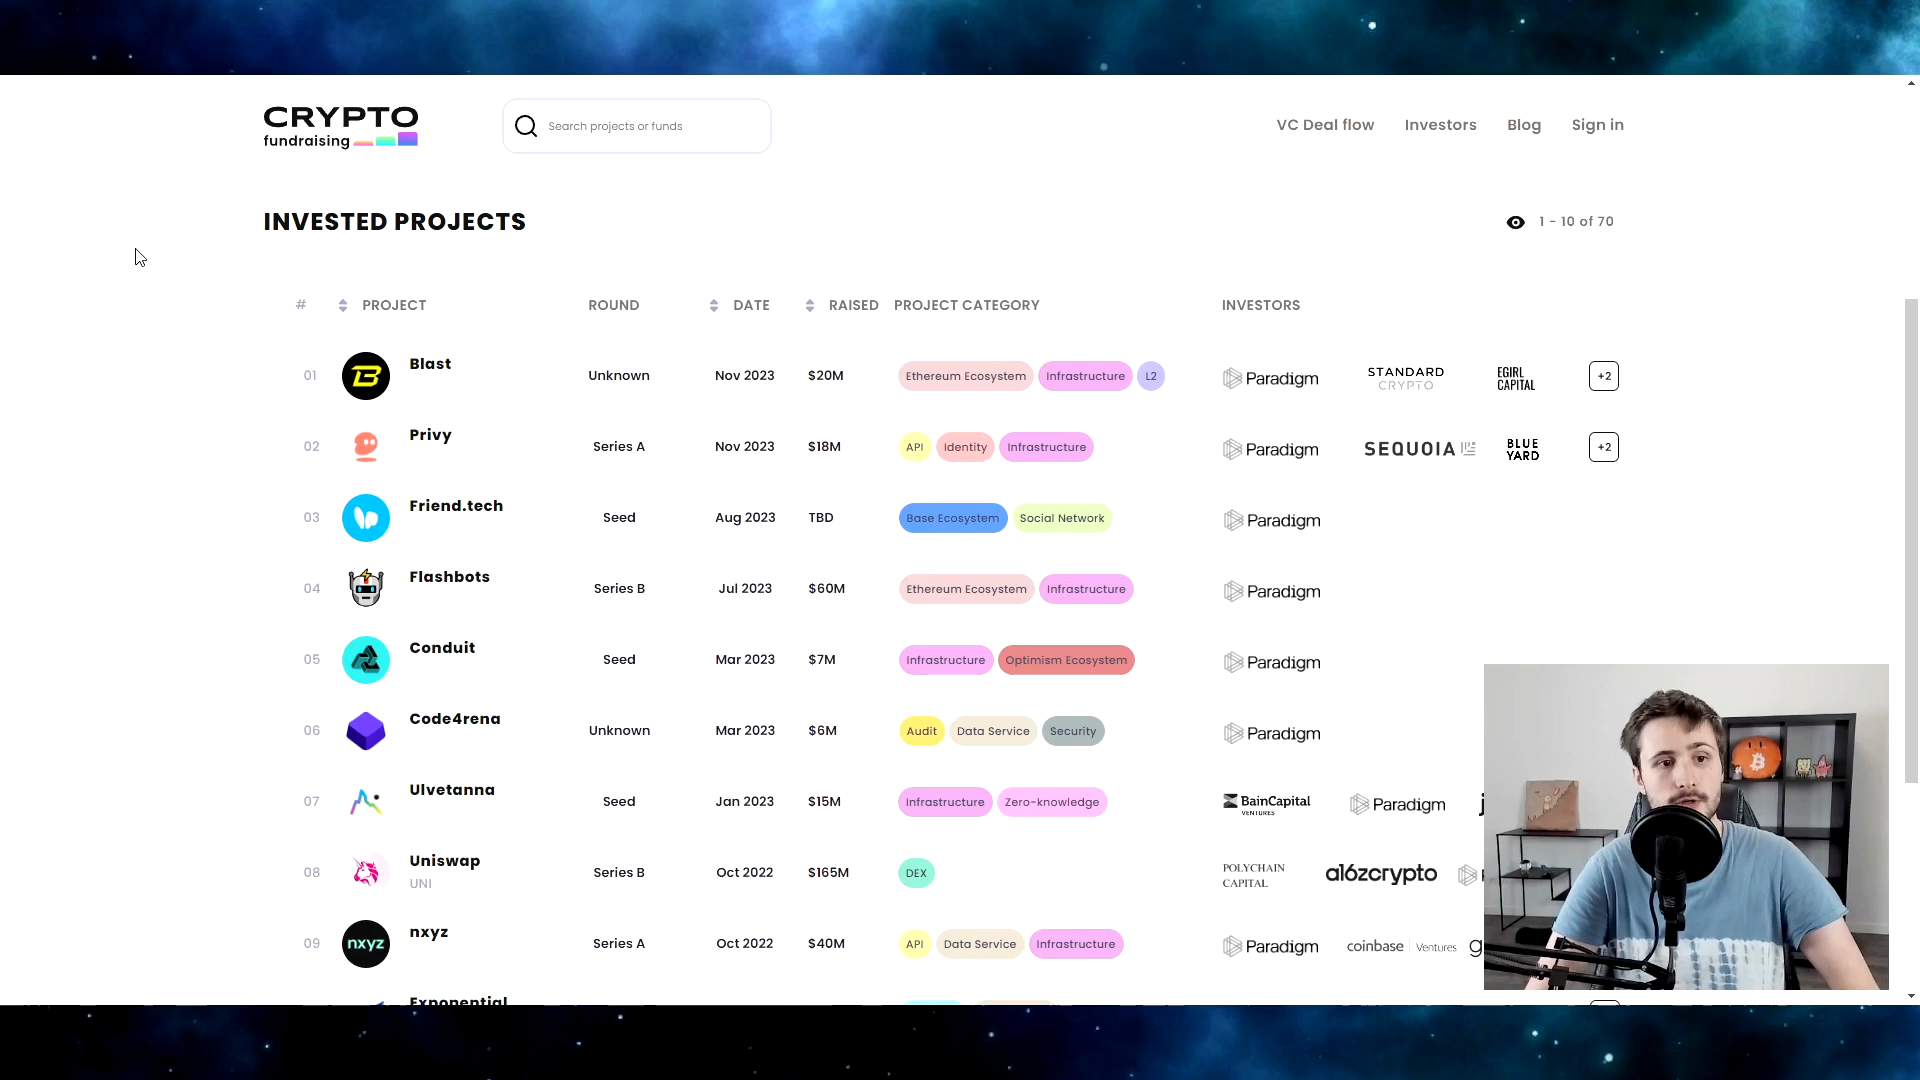 CRYPTO
fundraising
Search projects or funds
VC Deal flow Investors Blog Sign in
INVESTED PROJECTS
1 - 10 of 70
# PROJECT ROUND DATE RAISED PROJECT CATEGORY INVESTORS
01 Blast Unknown Nov 2023 $20M Ethereum Ecosystem Infrastructure L2 Paradigm STANDARD CRYPTO EGIRL CAPITAL +2
02 Privy Series A Nov 2023 $18M API Identity Infrastructure Paradigm SEQUOIA BLUE YARD +2
03 Friend.tech Seed Aug 2023 TBD Base Ecosystem Social Network Paradigm
04 Flashbots Series B Jul 2023 $60M Ethereum Ecosystem Infrastructure Paradigm
05 Conduit Seed Mar 2023 $7M Infrastructure Optimism Ecosystem Paradigm
06 Code4rena Unknown Mar 2023 $6M Audit Data Service Security Paradigm
07 Ulvetanna Seed Jan 2023 $15M Infrastructure Zero-knowledge BainCapital VENTURES Paradigm j
08 Uniswap UNI Series B Oct 2022 $165M DEX POLYCHAIN CAPITAL a16zcrypto
09 nxyz nxyz Series A Oct 2022 $40M API Data Service Infrastructure Paradigm coinbase Ventures g
Exponential